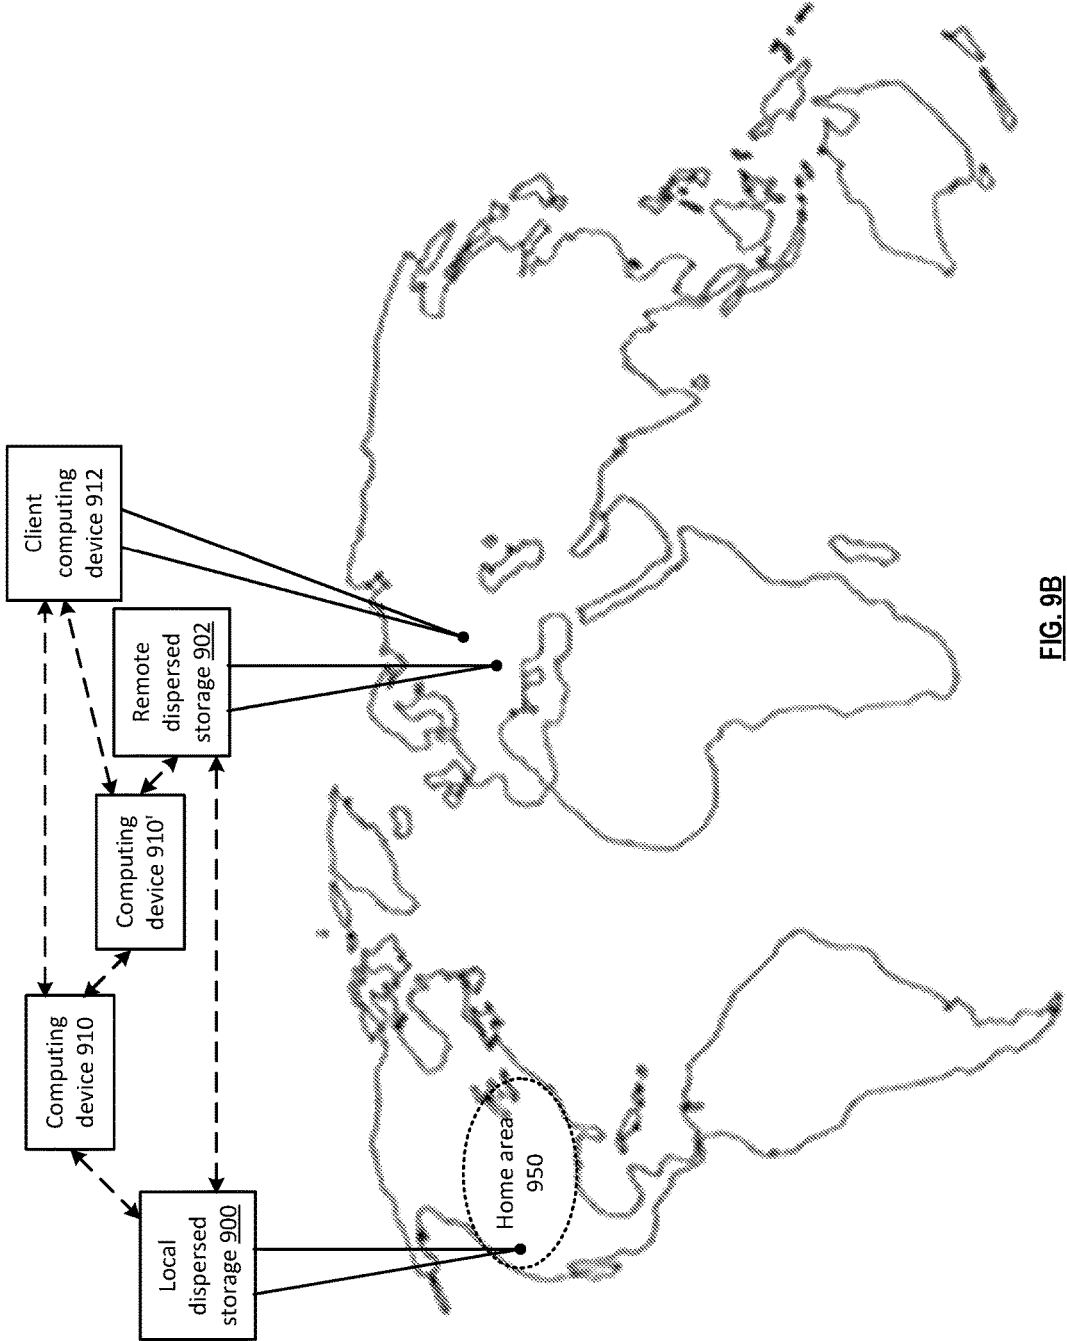 Local
dispersed
storage 900
Computing
device 910
Computing
device 910'
Remote
dispersed
storage 902
Client
computing
device 912
Home area
950
FIG. 9B